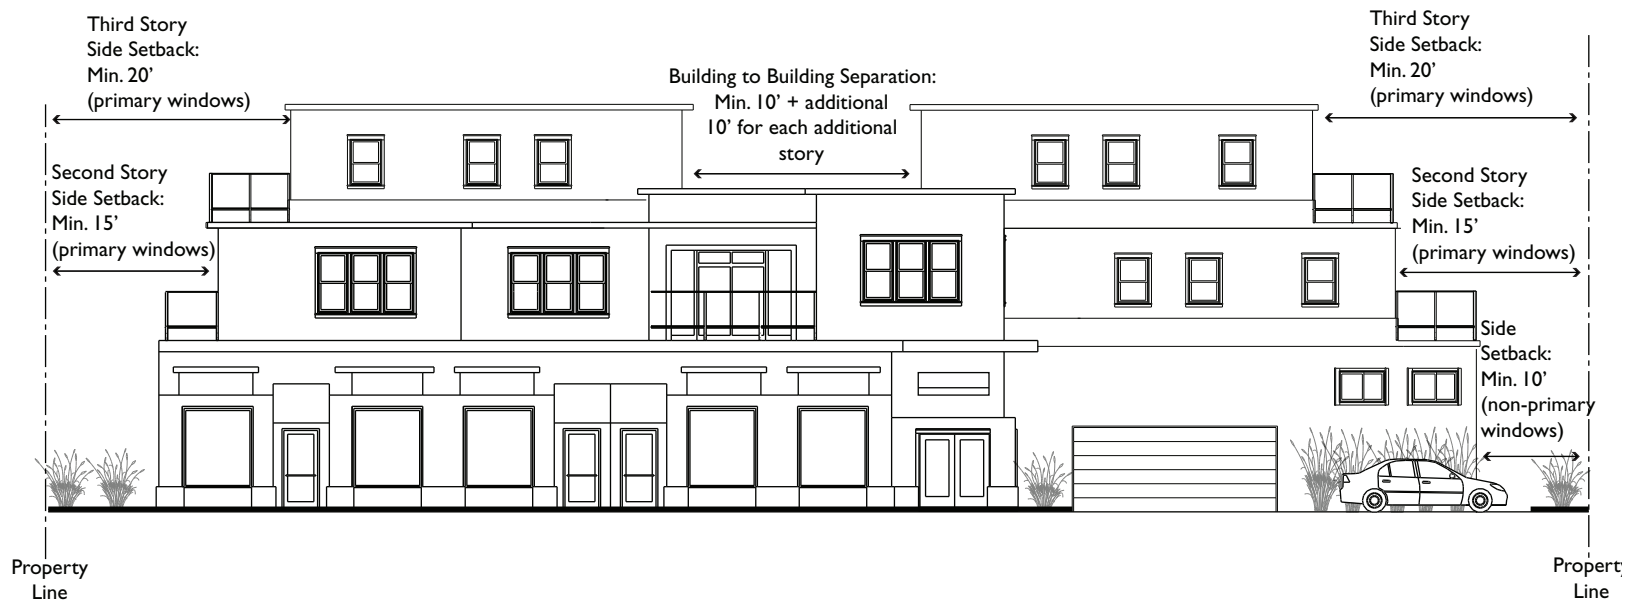 Third Story
Side Setback:
Min. 20’
(primary windows)
Building to Building Separation:
Min. 10’ + additional
10’ for each additional
story
Third Story
Side Setback:
Min. 20’
(primary windows)
Second Story
Side Setback:
Min. 15’
(primary windows)
Second Story
Side Setback:
Min. 15’
(primary windows)
Side
Setback:
Min. 10’
(non-primary
windows)
Property
Line
Property
Line